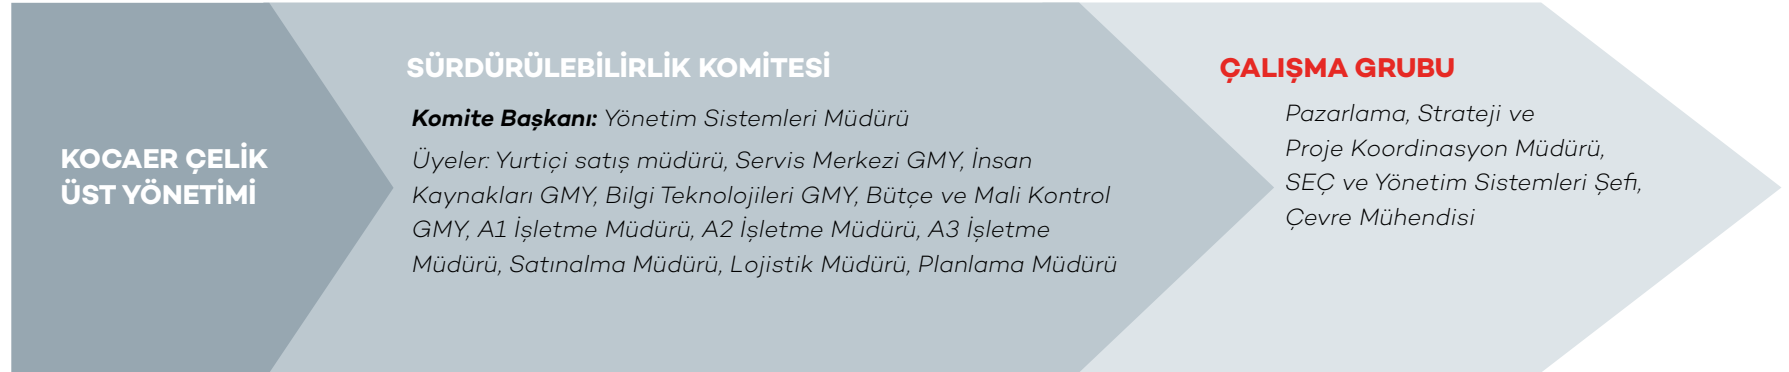 KOCAER ÇELİK
ÜST YÖNETİMİ
SÜRDÜRÜLEBİLİRLİK KOMİTESİ
Komite Başkanı: Yönetim Sistemleri Müdürü
Üyeler: Yurtiçi satış müdürü, Servis Merkezi GMY, İnsan
Kaynakları GMY, Bilgi Teknolojileri GMY, Bütçe ve Mali Kontrol
GMY, A1 İşletme Müdürü, A2 İşletme Müdürü, A3 İşletme
Müdürü, Satınalma Müdürü, Lojistik Müdürü, Planlama Müdürü
ÇALIŞMA GRUBU
Pazarlama, Strateji ve
Proje Koordinasyon Müdürü,
SEÇ ve Yönetim Sistemleri Şefi,
Çevre Mühendisi